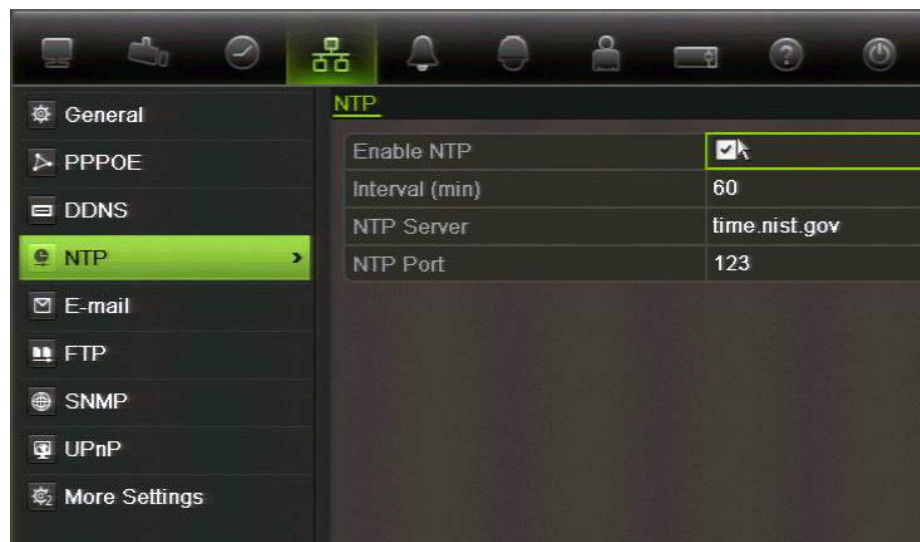 General
PPPOE
DDNS
NTP
E-mail
FTP
SNMP
UPnP
More Settings
NTP
Enable NTP
Interval (min) 60
NTP Server time.nist.gov
NTP Port 123